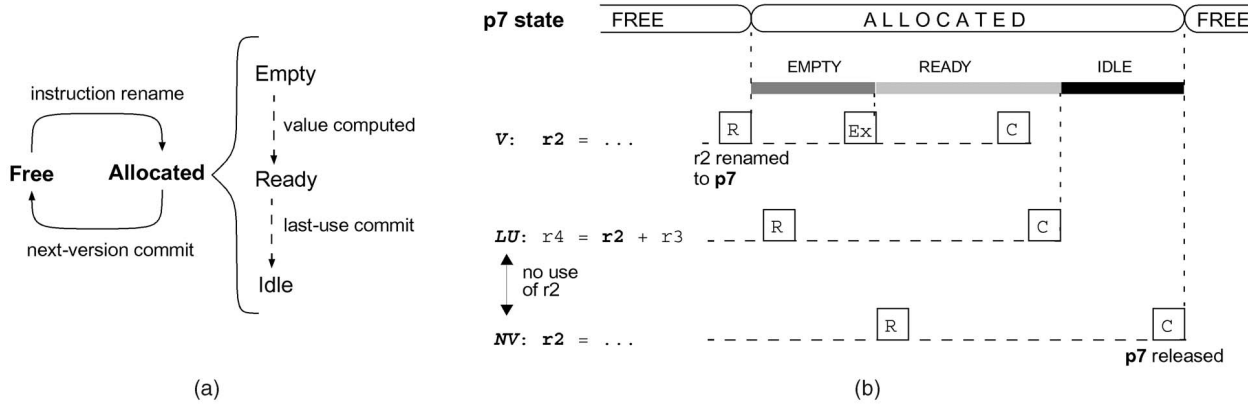 instruction rename
Free
Allocated
next-version commit
Empty
value computed
Ready
last-use commit
Idle
(a)
p7 state
FREE
ALLOCATED
FREE
EMPTY
READY
IDLE
V: r2 = ...
R
Ex
C
r2 renamed
to p7
LU: r4 = r2 + r3
R
C
no use
of r2
NV: r2 = ...
R
C
p7 released
(b)